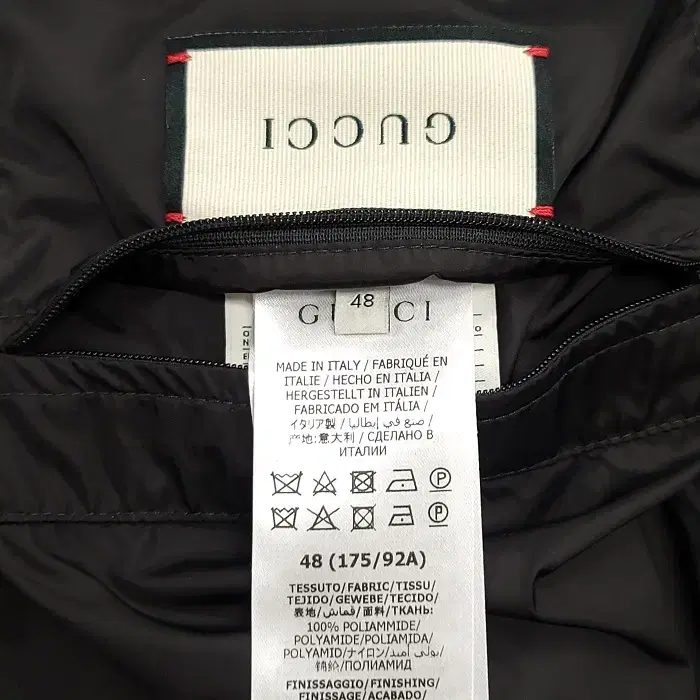 GUCCI
48
GUCCI
MADE IN ITALY / FABRIQUÉ EN
ITALIE / HECHO EN ITALIA /
HERGESTELLT IN ITALIEN /
FABRICADO EM ITÁLIA /
イタリア製 / صنع في إيطاليا /
产地:意大利 / СДЕЛАНО В
ИТАЛИИ
48 (175/92A)
TESSUTO/FABRIC/TISSU/
TEJIDO/GEWEBE/TECIDO/
表地/قماش/面料/ТКАНЬ:
100% POLIAMMIDE/
POLYAMIDE/POLIAMIDA/
POLYAMID/ナイロン/بولي أميد/
锦纶/ПОЛИАМИД
FINISSAGGIO/FINISHING/
FINISSAGE/ACABADO/